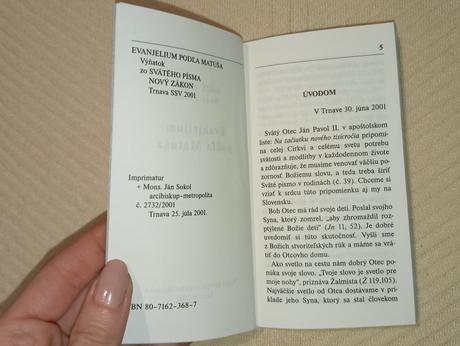 EVANJELIUM PODĽA MATÚŠA
Výňatok
zo SVÄTÉHO PÍSMA
NOVÝ ZÁKON
Trnava SSV 2001
Imprimatur
+ Mons. Ján Sokol
arcibiskup-metropolita
č. 2732/2001
Trnava 25. júla 2001.
BN 80-7162-368-7
5
ÚVODOM
V Trnave 30. júna 2001
Svätý Otec Ján Pavol II. v apoštolskom
liste: Na začiatku nového tisícročia pripomí-
na celej Cirkvi a celému svetu potrebu
svätosti a modlitby v každodennom živote
a zdôrazňuje, že musíme venovať väčšiu po-
zornosť Božiemu slovu, a teda treba šíriť
Sväté písmo v rodinách (č. 39). Chceme si
vziať k srdcu túto pripomienku aj my na
Slovensku.
Boh Otec má rád svoje deti. Poslal svojho
Syna, ktorý zomrel, „aby zhromaždil roz-
ptýlené Božie deti" (Jn 11, 52). Je dobre
uvedomiť si túto skutočnosť. Vyšli sme
z Božích stvoriteľských rúk a máme sa vrá-
tiť do Otcovho domu.
Ako svetlo na cestu nám dobrý Otec po-
núka svoje slovo. „Tvoje slovo je svetlo pre
moje nohy", priznáva Žalmista (Ž 119,105).
Najväčšie svetlo od Otca dostávame v prí-
klade jeho Syna, ktorý sa stal človekom